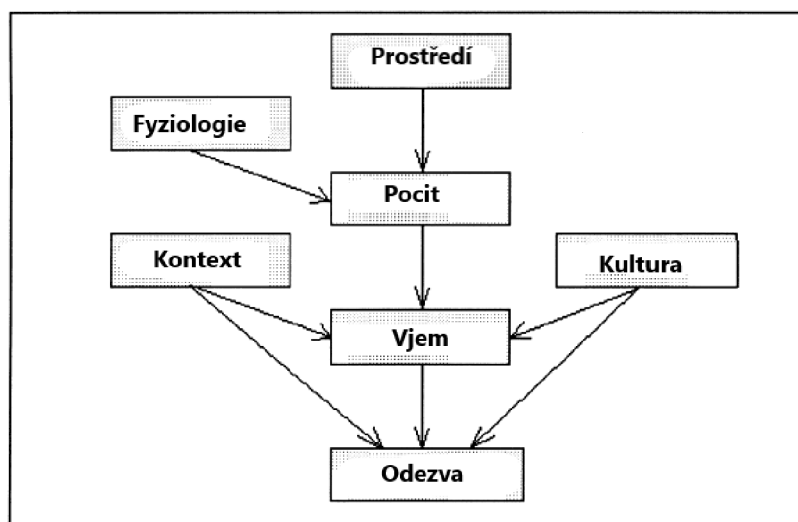 Prostředí
Fyziologie
Pocit
Kontext
Kultura
Vjem
Odezva